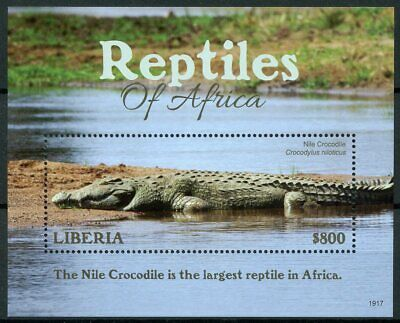 Reptiles
Of Africa
Nile Crocodile
Crocodylus niloticus
LIBERIA $800
The Nile Crocodile is the largest reptile in Africa.
1917